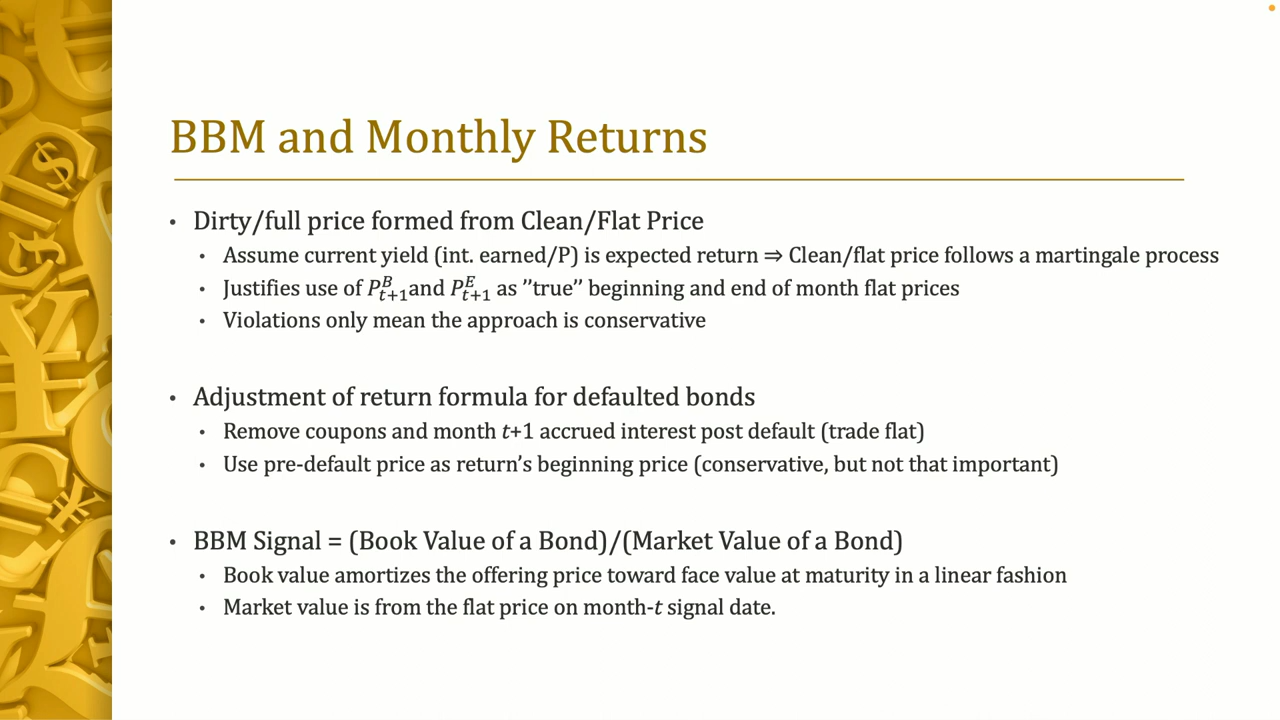 BBM and Monthly Returns
• Dirty/full price formed from Clean/Flat Price
• Assume current yield (int. earned/P) is expected return ⇒ Clean/flat price follows a martingale process
• Justifies use of P^B_{t+1}and P^E_{t+1} as ”true” beginning and end of month flat prices
• Violations only mean the approach is conservative
• Adjustment of return formula for defaulted bonds
• Remove coupons and month t+1 accrued interest post default (trade flat)
• Use pre-default price as return’s beginning price (conservative, but not that important)
• BBM Signal = (Book Value of a Bond)/(Market Value of a Bond)
• Book value amortizes the offering price toward face value at maturity in a linear fashion
• Market value is from the flat price on month-t signal date.